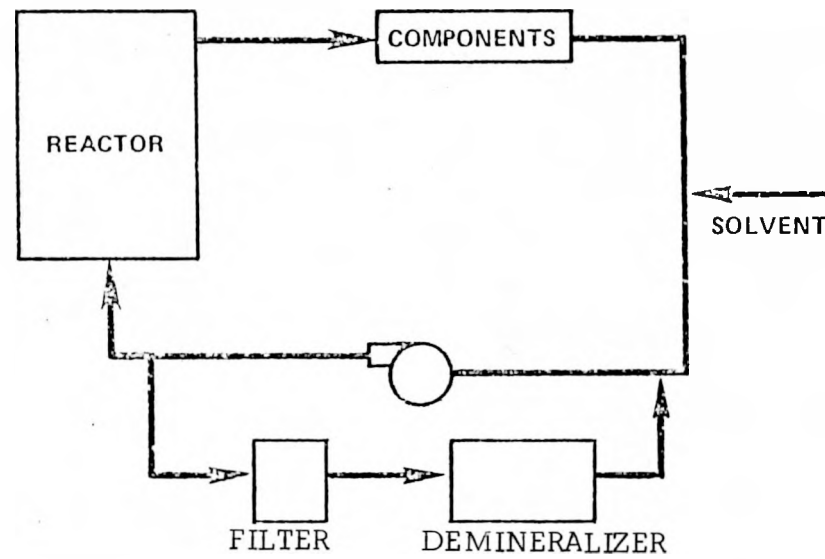 COMPONENTS
REACTOR
SOLVENT
FILTER
DEMINERALIZER